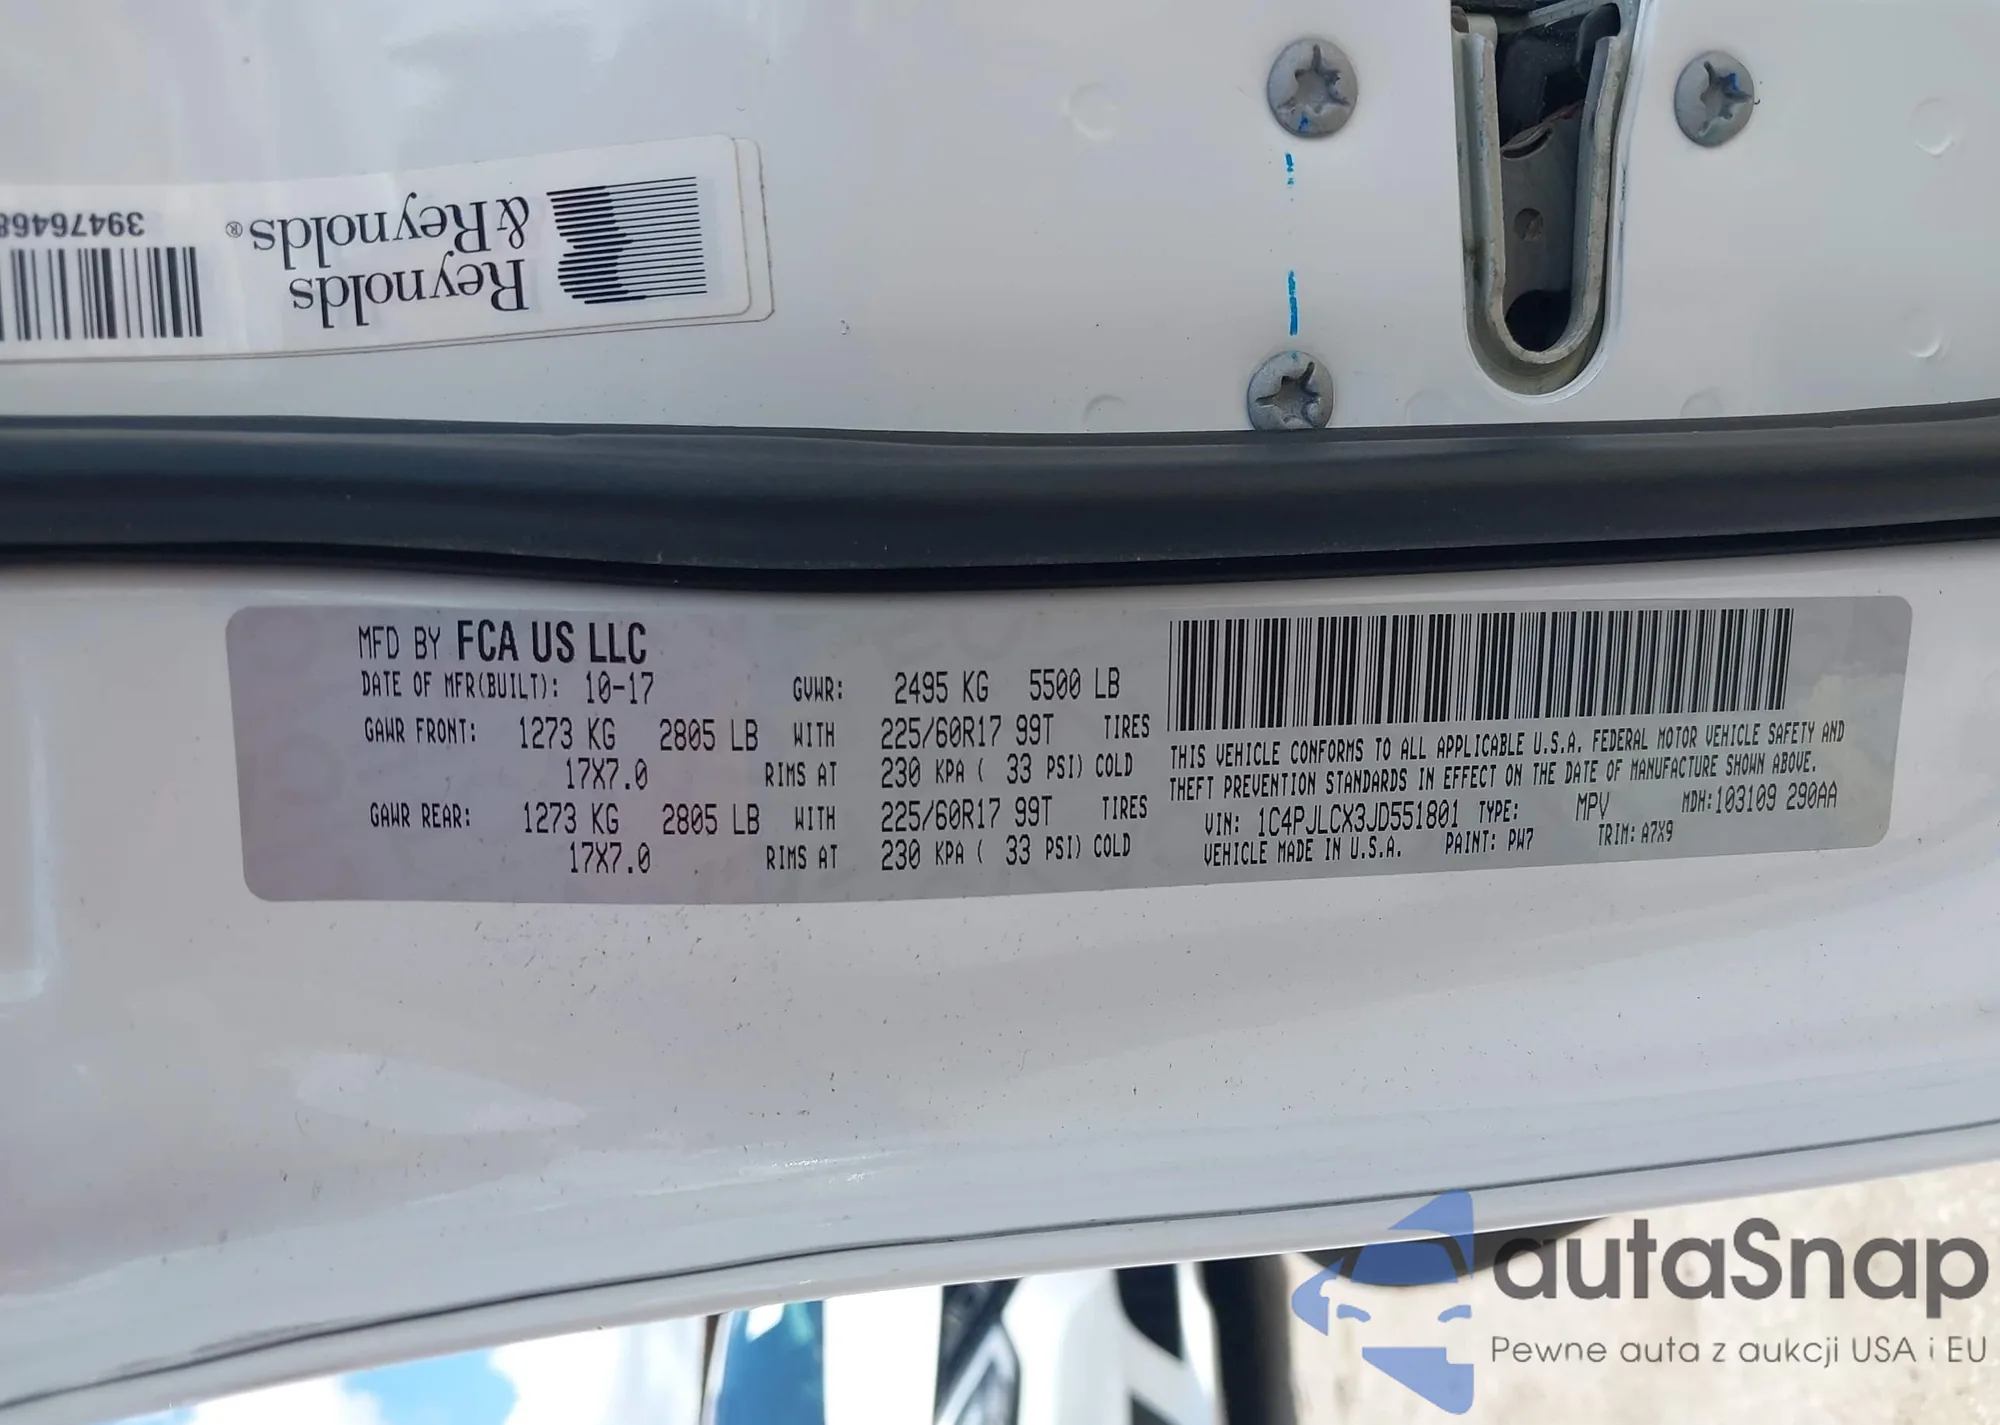 39476468
Reynolds
& Reynolds®
MFD BY FCA US LLC
DATE OF MFR(BUILT): 10-17 GVWR: 2495 KG 5500 LB
GAWR FRONT: 1273 KG 2805 LB WITH 225/60R17 99T TIRES
17X7.0 RIMS AT 230 KPA ( 33 PSI) COLD
GAWR REAR: 1273 KG 2805 LB WITH 225/60R17 99T TIRES
17X7.0 RIMS AT 230 KPA ( 33 PSI) COLD
THIS VEHICLE CONFORMS TO ALL APPLICABLE U.S.A. FEDERAL MOTOR VEHICLE SAFETY AND
THEFT PREVENTION STANDARDS IN EFFECT ON THE DATE OF MANUFACTURE SHOWN ABOVE.
VIN: 1C4PJLCX3JD551801 TYPE: MPV MDH:103109 290AA
VEHICLE MADE IN U.S.A. PAINT: PW7 TRIM: A7X9
autaSnap
Pewne auta z aukcji USA i EU